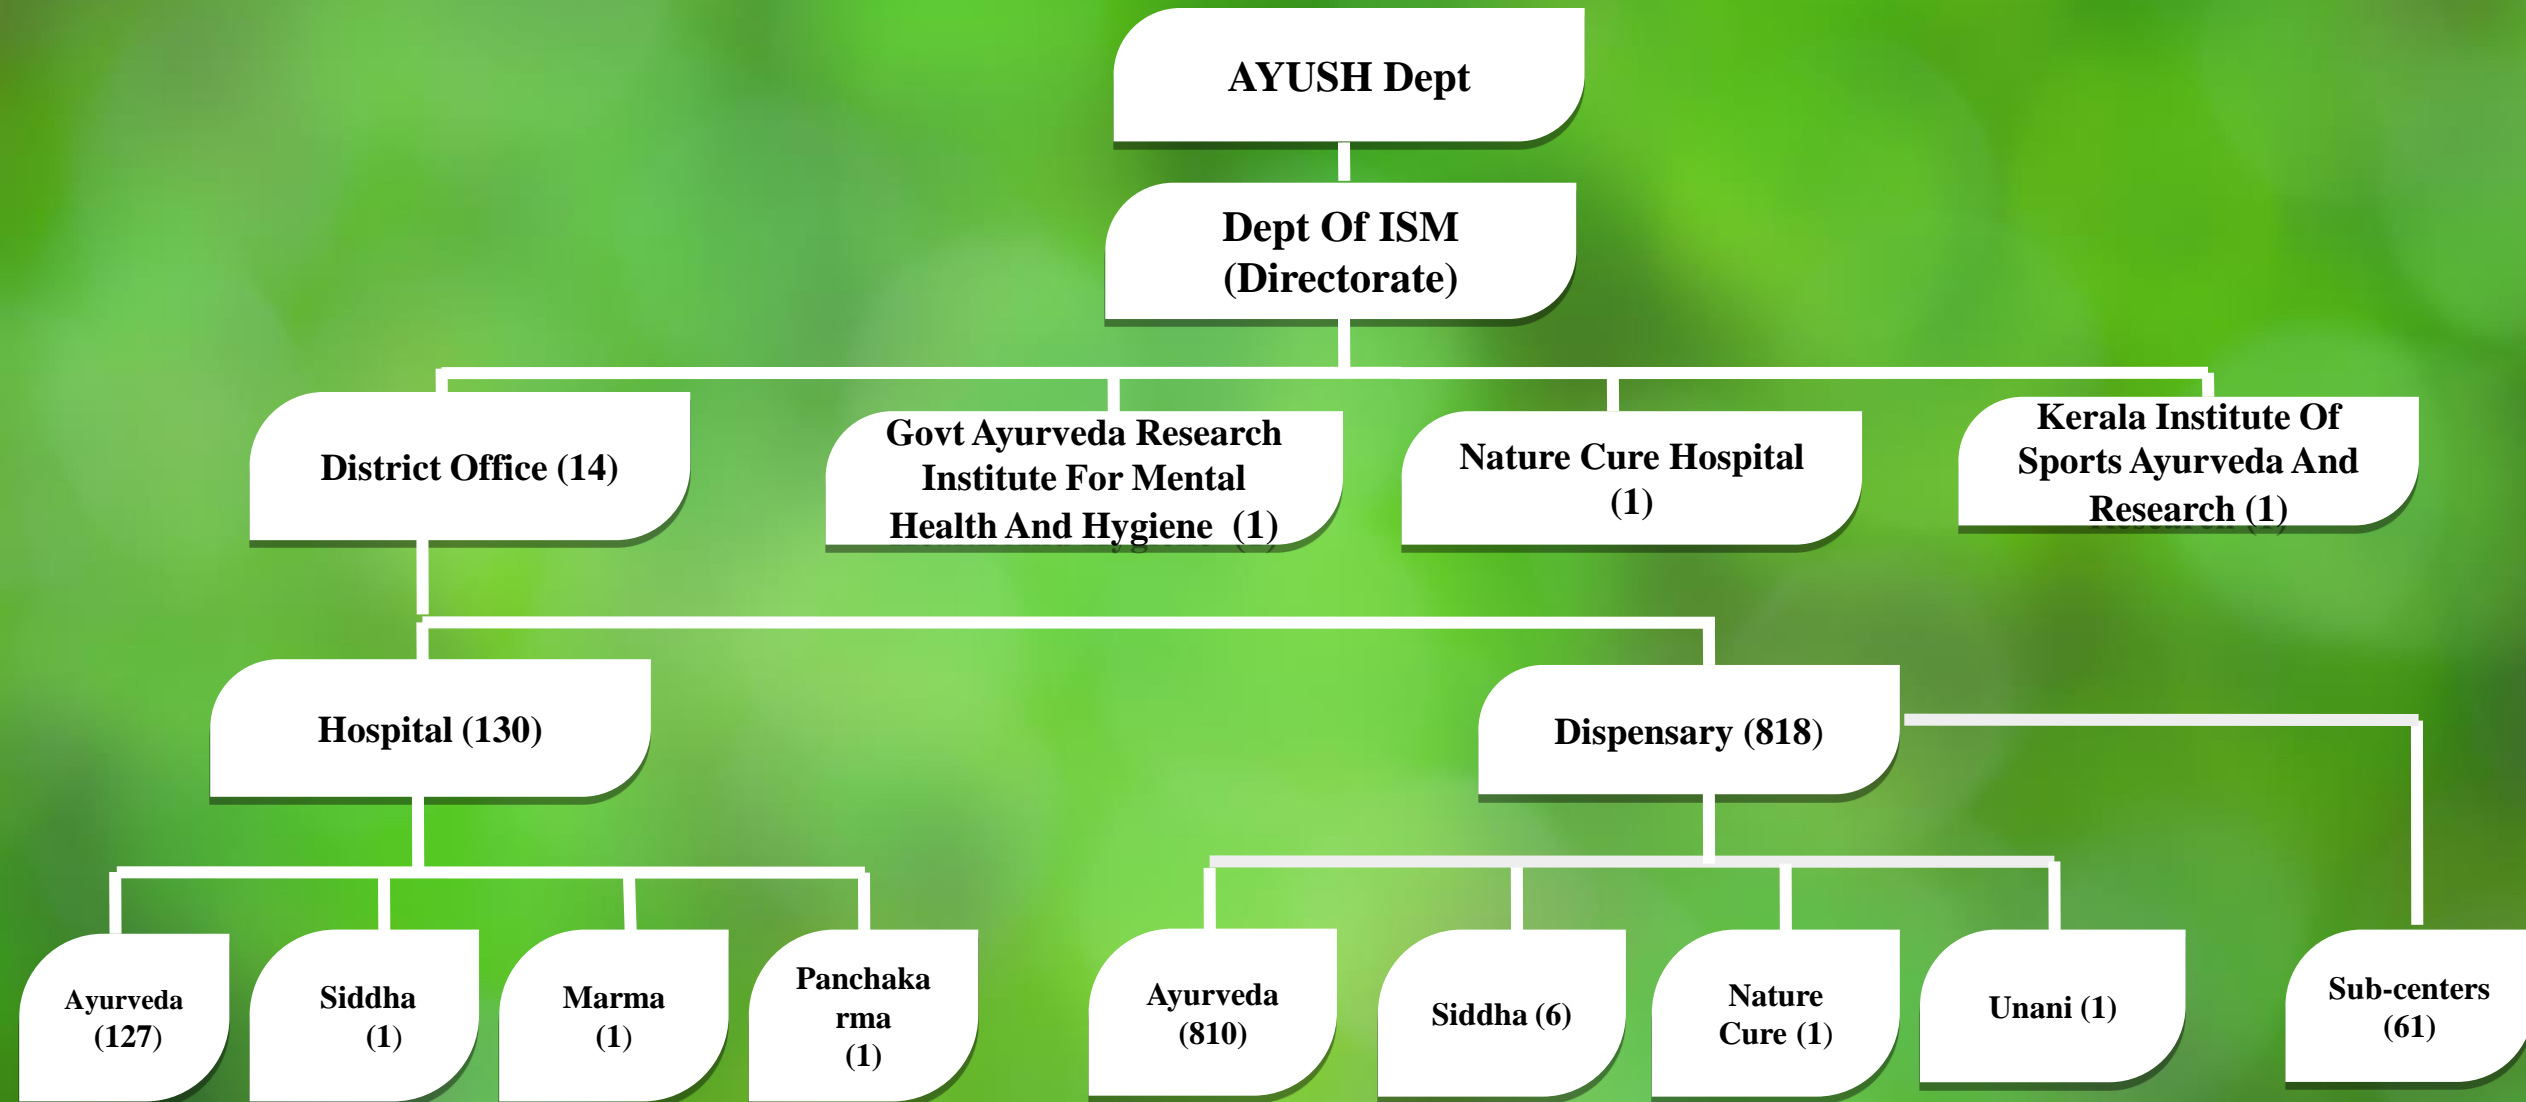 AYUSH Dept
Dept Of ISM
(Directorate)
District Office (14)
Govt Ayurveda Research
Institute For Mental
Health And Hygiene (1)
Nature Cure Hospital
(1)
Kerala Institute Of
Sports Ayurveda And
Research (1)
Hospital (130)
Dispensary (818)
Ayurveda
(127)
Siddha
(1)
Marma
(1)
Panchaka
rma
(1)
Ayurveda
(810)
Siddha (6)
Nature
Cure (1)
Unani (1)
Sub-centers
(61)